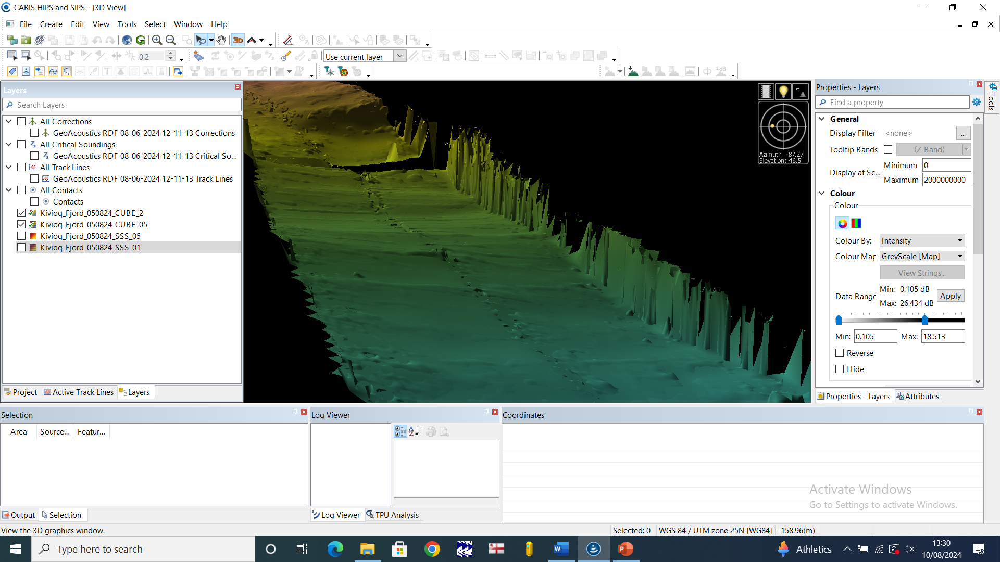 CARIS HIPS and SIPS - [3D View]
File Create Edit View Tools Select Window Help
3D
0.2 Use current layer
Layers
Search Layers
All Corrections
GeoAcoustics RDF 08-06-2024 12-11-13 Corrections
All Critical Soundings
GeoAcoustics RDF 08-06-2024 12-11-13 Critical So...
All Track Lines
GeoAcoustics RDF 08-06-2024 12-11-13 Track Lines
All Contacts
Contacts
Kivioq_Fjord_050824_CUBE_2
Kivioq_Fjord_050824_CUBE_05
Kivioq_Fjord_050824_SSS_05
Kivioq_Fjord_050824_SSS_01
Project Active Track Lines Layers
Azimuth: -87.27
Elevation: 46.5
Properties - Layers
Find a property
Tools
General
Display Filter <none> ...
Tooltip Bands (Z Band)
Display at Sc...
Minimum 0
Maximum 2000000000
Colour
Colour
Colour By: Intensity
Colour Map GreyScale [Map]
View Strings...
Data Range
Min: 0.105 dB
Max: 26.434 dB
Apply
Min: 0.105 Max: 18.513
Reverse
Hide
Properties - Layers Attributes
Selection
Area Source... Featur...
Output Selection
Log Viewer
Log Viewer TPU Analysis
Coordinates
Activate Windows
Go to Settings to activate Windows.
View the 3D graphics window.
Selected: 0 WGS 84 / UTM zone 25N [WG84] -158.96(m)
Type here to search
Athletics
13:30
10/08/2024